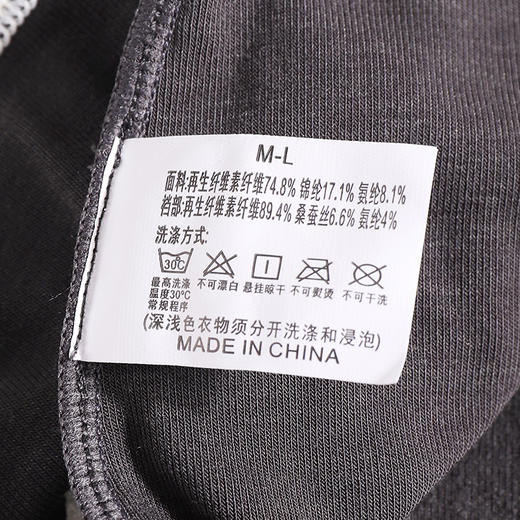 M-L
面料:再生纤维素纤维74.8% 锦纶17.1% 氨纶8.1%
裆部:再生纤维素纤维89.4% 桑蚕丝6.6% 氨纶4%
洗涤方式:
30C
最高洗涤 不可漂白 悬挂晾干 不可熨烫 不可干洗
温度30℃
常规程序
(深浅色衣物须分开洗涤和浸泡)
MADE IN CHINA